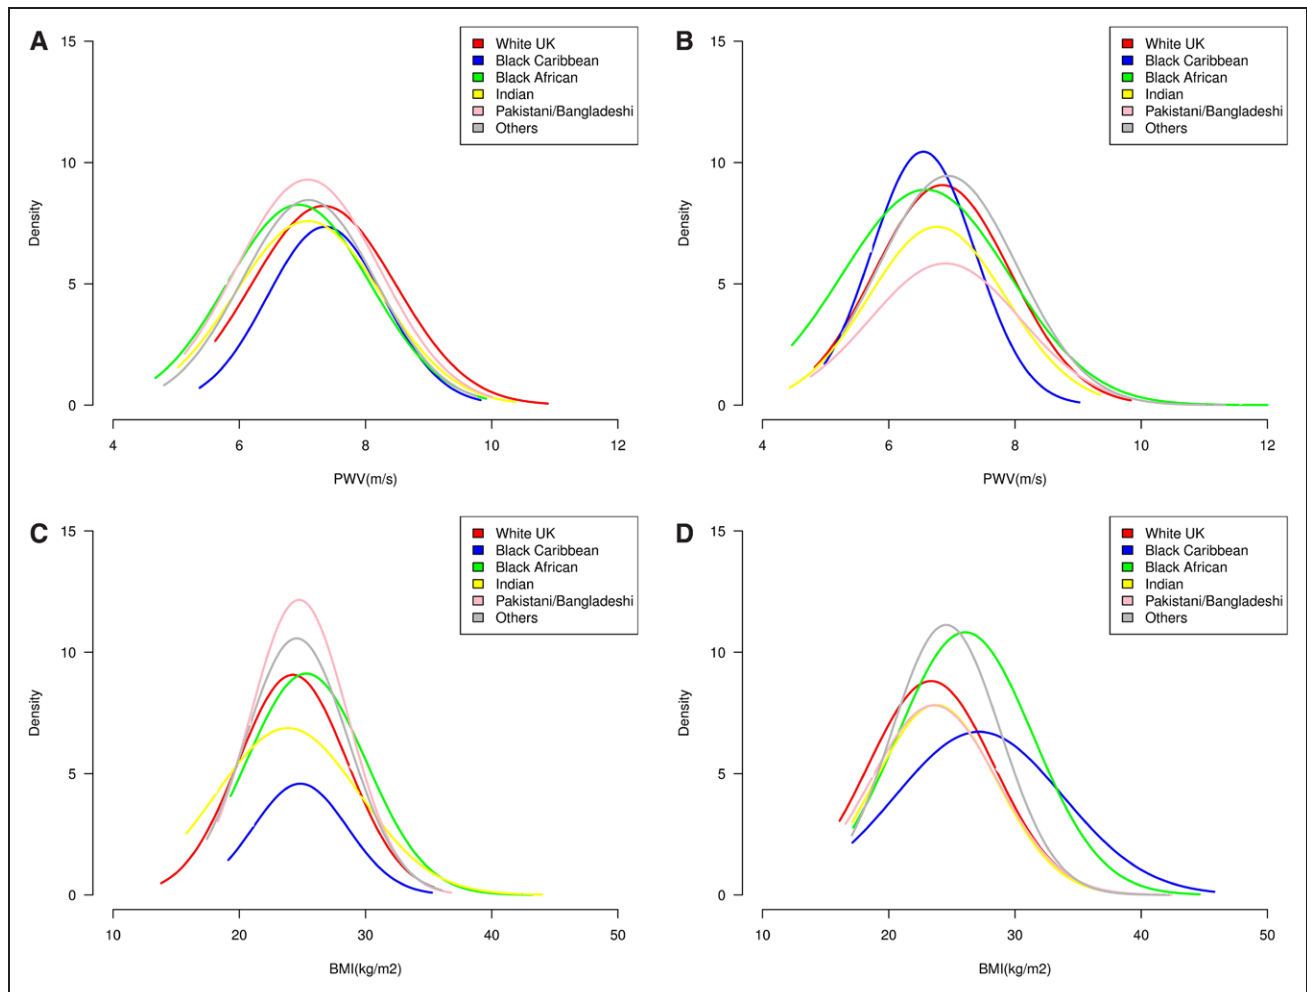 A
15
10
5
0
Density
4 6 8 10 12
PWV(m/s)
White UK
Black Caribbean
Black African
Indian
Pakistani/Bangladeshi
Others
B
15
10
5
0
Density
4 6 8 10 12
PWV(m/s)
White UK
Black Caribbean
Black African
Indian
Pakistani/Bangladeshi
Others
C
15
10
5
0
Density
10 20 30 40 50
BMI(kg/m2)
White UK
Black Caribbean
Black African
Indian
Pakistani/Bangladeshi
Others
D
15
10
5
0
Density
10 20 30 40 50
BMI(kg/m2)
White UK
Black Caribbean
Black African
Indian
Pakistani/Bangladeshi
Others